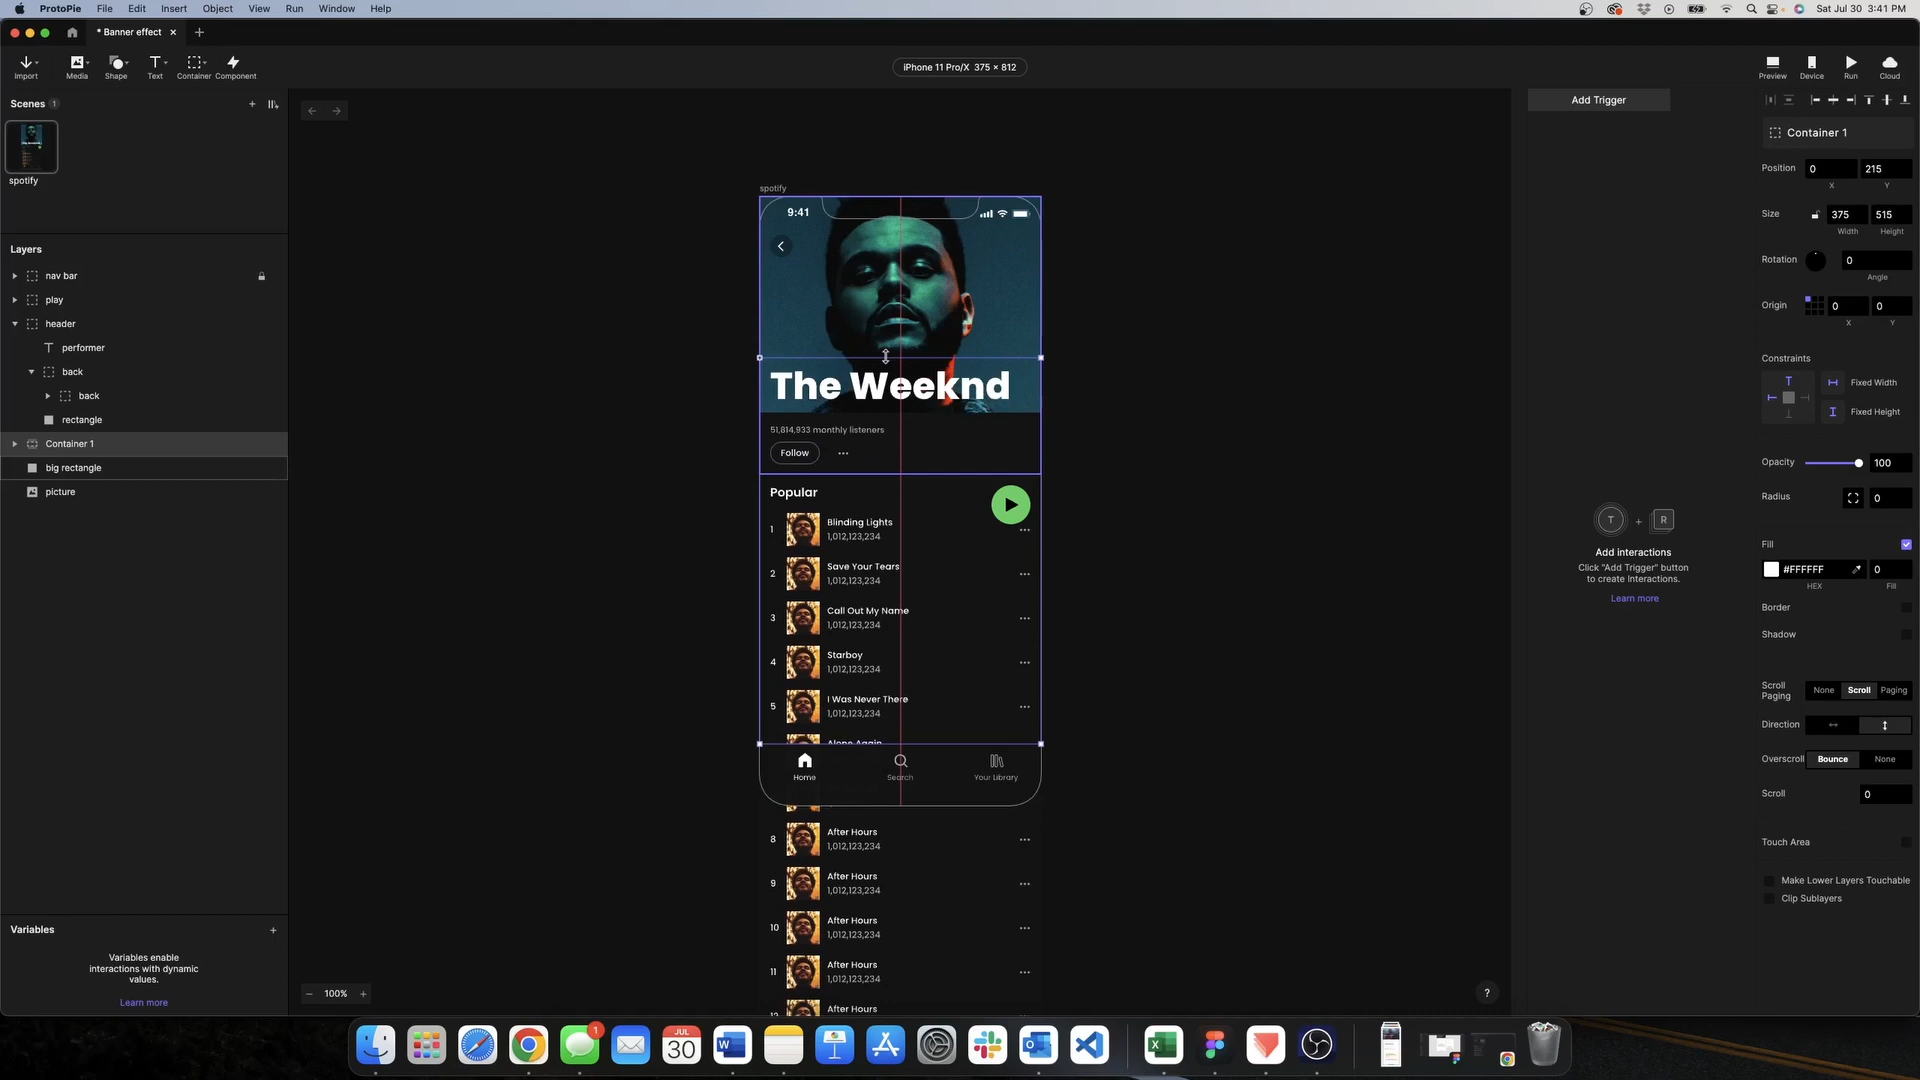 ProtoPie File Edit Insert Object View Run Window Help
Sat Jul 30 3:41 PM
* Banner effect
Import Media Shape Text Container Component
iPhone 11 Pro/X 375 × 812
Preview Device Run Cloud
Scenes 1
spotify
Layers
nav bar
play
header
performer
back
back
rectangle
Container 1
big rectangle
picture
Variables
Variables enable
interactions with dynamic
values.
Learn more
spotify
9:41
The Weeknd
51,814,933 monthly listeners
Follow
Popular
1 Blinding Lights
1,012,123,234
2 Save Your Tears
1,012,123,234
3 Call Out My Name
1,012,123,234
4 Starboy
1,012,123,234
5 I Was Never There
1,012,123,234
Home Search Your Library
8 After Hours
1,012,123,234
9 After Hours
1,012,123,234
10 After Hours
1,012,123,234
11 After Hours
1,012,123,234
After Hours
100%
?
Add Trigger
T + R
Add interactions
Click "Add Trigger" button
to create Interactions.
Learn more
Container 1
Position 0 215
X Y
Size 375 515
Width Height
Rotation 0
Angle
Origin 0 0
X Y
Constraints
Fixed Width
Fixed Height
Opacity 100
Radius 0
Fill
#FFFFFF 0
HEX Fill
Border
Shadow
Scroll
Paging
None Scroll Paging
Direction
Overscroll Bounce None
Scroll 0
Touch Area
Make Lower Layers Touchable
Clip Sublayers
1
JUL
30